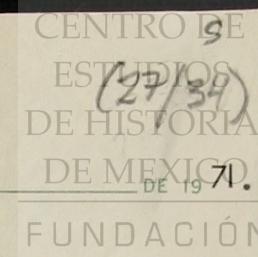 CENTRO DE
S
ESTUDIOS
(27/34)
DE HISTORIA
DE MEXICO
DE 19 71.
FUNDACIÓN